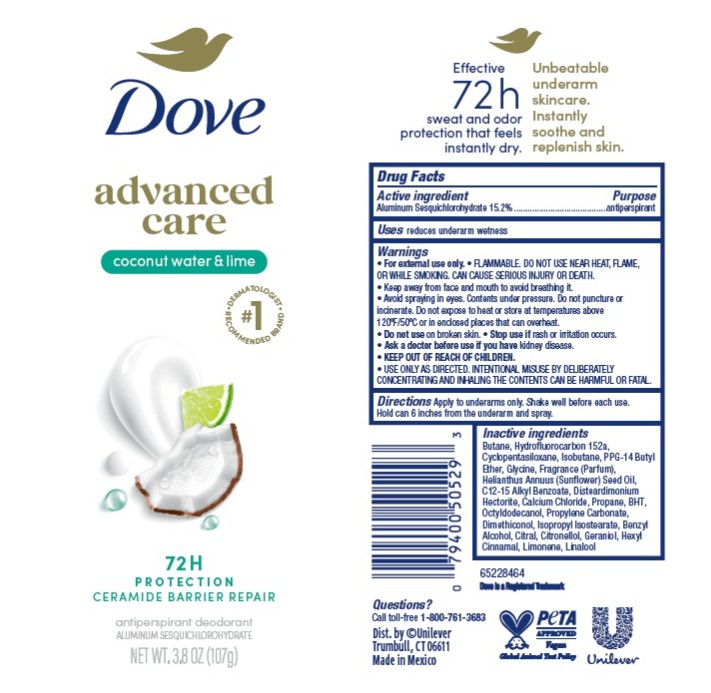 Dove
advanced
care
coconut water & lime
•DERMATOLOGIST•
#1
RECOMMENDED BRAND
72H
PROTECTION
CERAMIDE BARRIER REPAIR
antiperspirant deodorant
ALUMINUM SESQUICHLOROHYDRATE
NET WT. 3.8 OZ (107g)
Effective
72h
sweat and odor
protection that feels
instantly dry.
Unbeatable
underarm
skincare.
Instantly
soothe and
replenish skin.
Drug Facts
Active ingredient Purpose
Aluminum Sesquichlorohydrate 15.2%.................................antiperspirant
Uses reduces underarm wetness
Warnings
• For external use only. • FLAMMABLE. DO NOT USE NEAR HEAT, FLAME,
OR WHILE SMOKING. CAN CAUSE SERIOUS INJURY OR DEATH.
• Keep away from face and mouth to avoid breathing it.
• Avoid spraying in eyes. Contents under pressure. Do not puncture or
incinerate. Do not expose to heat or store at temperatures above
120ºF/50ºC or in enclosed places that can overheat.
• Do not use on broken skin. • Stop use if rash or irritation occurs.
• Ask a doctor before use if you have kidney disease.
• KEEP OUT OF REACH OF CHILDREN.
• USE ONLY AS DIRECTED. INTENTIONAL MISUSE BY DELIBERATELY
CONCENTRATING AND INHALING THE CONTENTS CAN BE HARMFUL OR FATAL.
Directions Apply to underarms only. Shake well before each use.
Hold can 6 inches from the underarm and spray.
Inactive ingredients
Butane, Hydrofluorocarbon 152a,
Cyclopentasiloxane, Isobutane, PPG-14 Butyl
Ether, Glycine, Fragrance (Parfum),
Helianthus Annuus (Sunflower) Seed Oil,
C12-15 Alkyl Benzoate, Disteardimonium
Hectorite, Calcium Chloride, Propane, BHT,
Octyldodecanol, Propylene Carbonate,
Dimethiconol, Isopropyl Isostearate, Benzyl
Alcohol, Citral, Citronellol, Geraniol, Hexyl
Cinnamal, Limonene, Linalool
0 79400 50529 3
65228464
Dove is a Registered Trademark
Questions?
Call toll-free 1-800-761-3683
Dist. by ©Unilever
Trumbull, CT 06611
Made in Mexico
PETA
APPROVED
Vegan
Global Animal Test Policy
Unilever